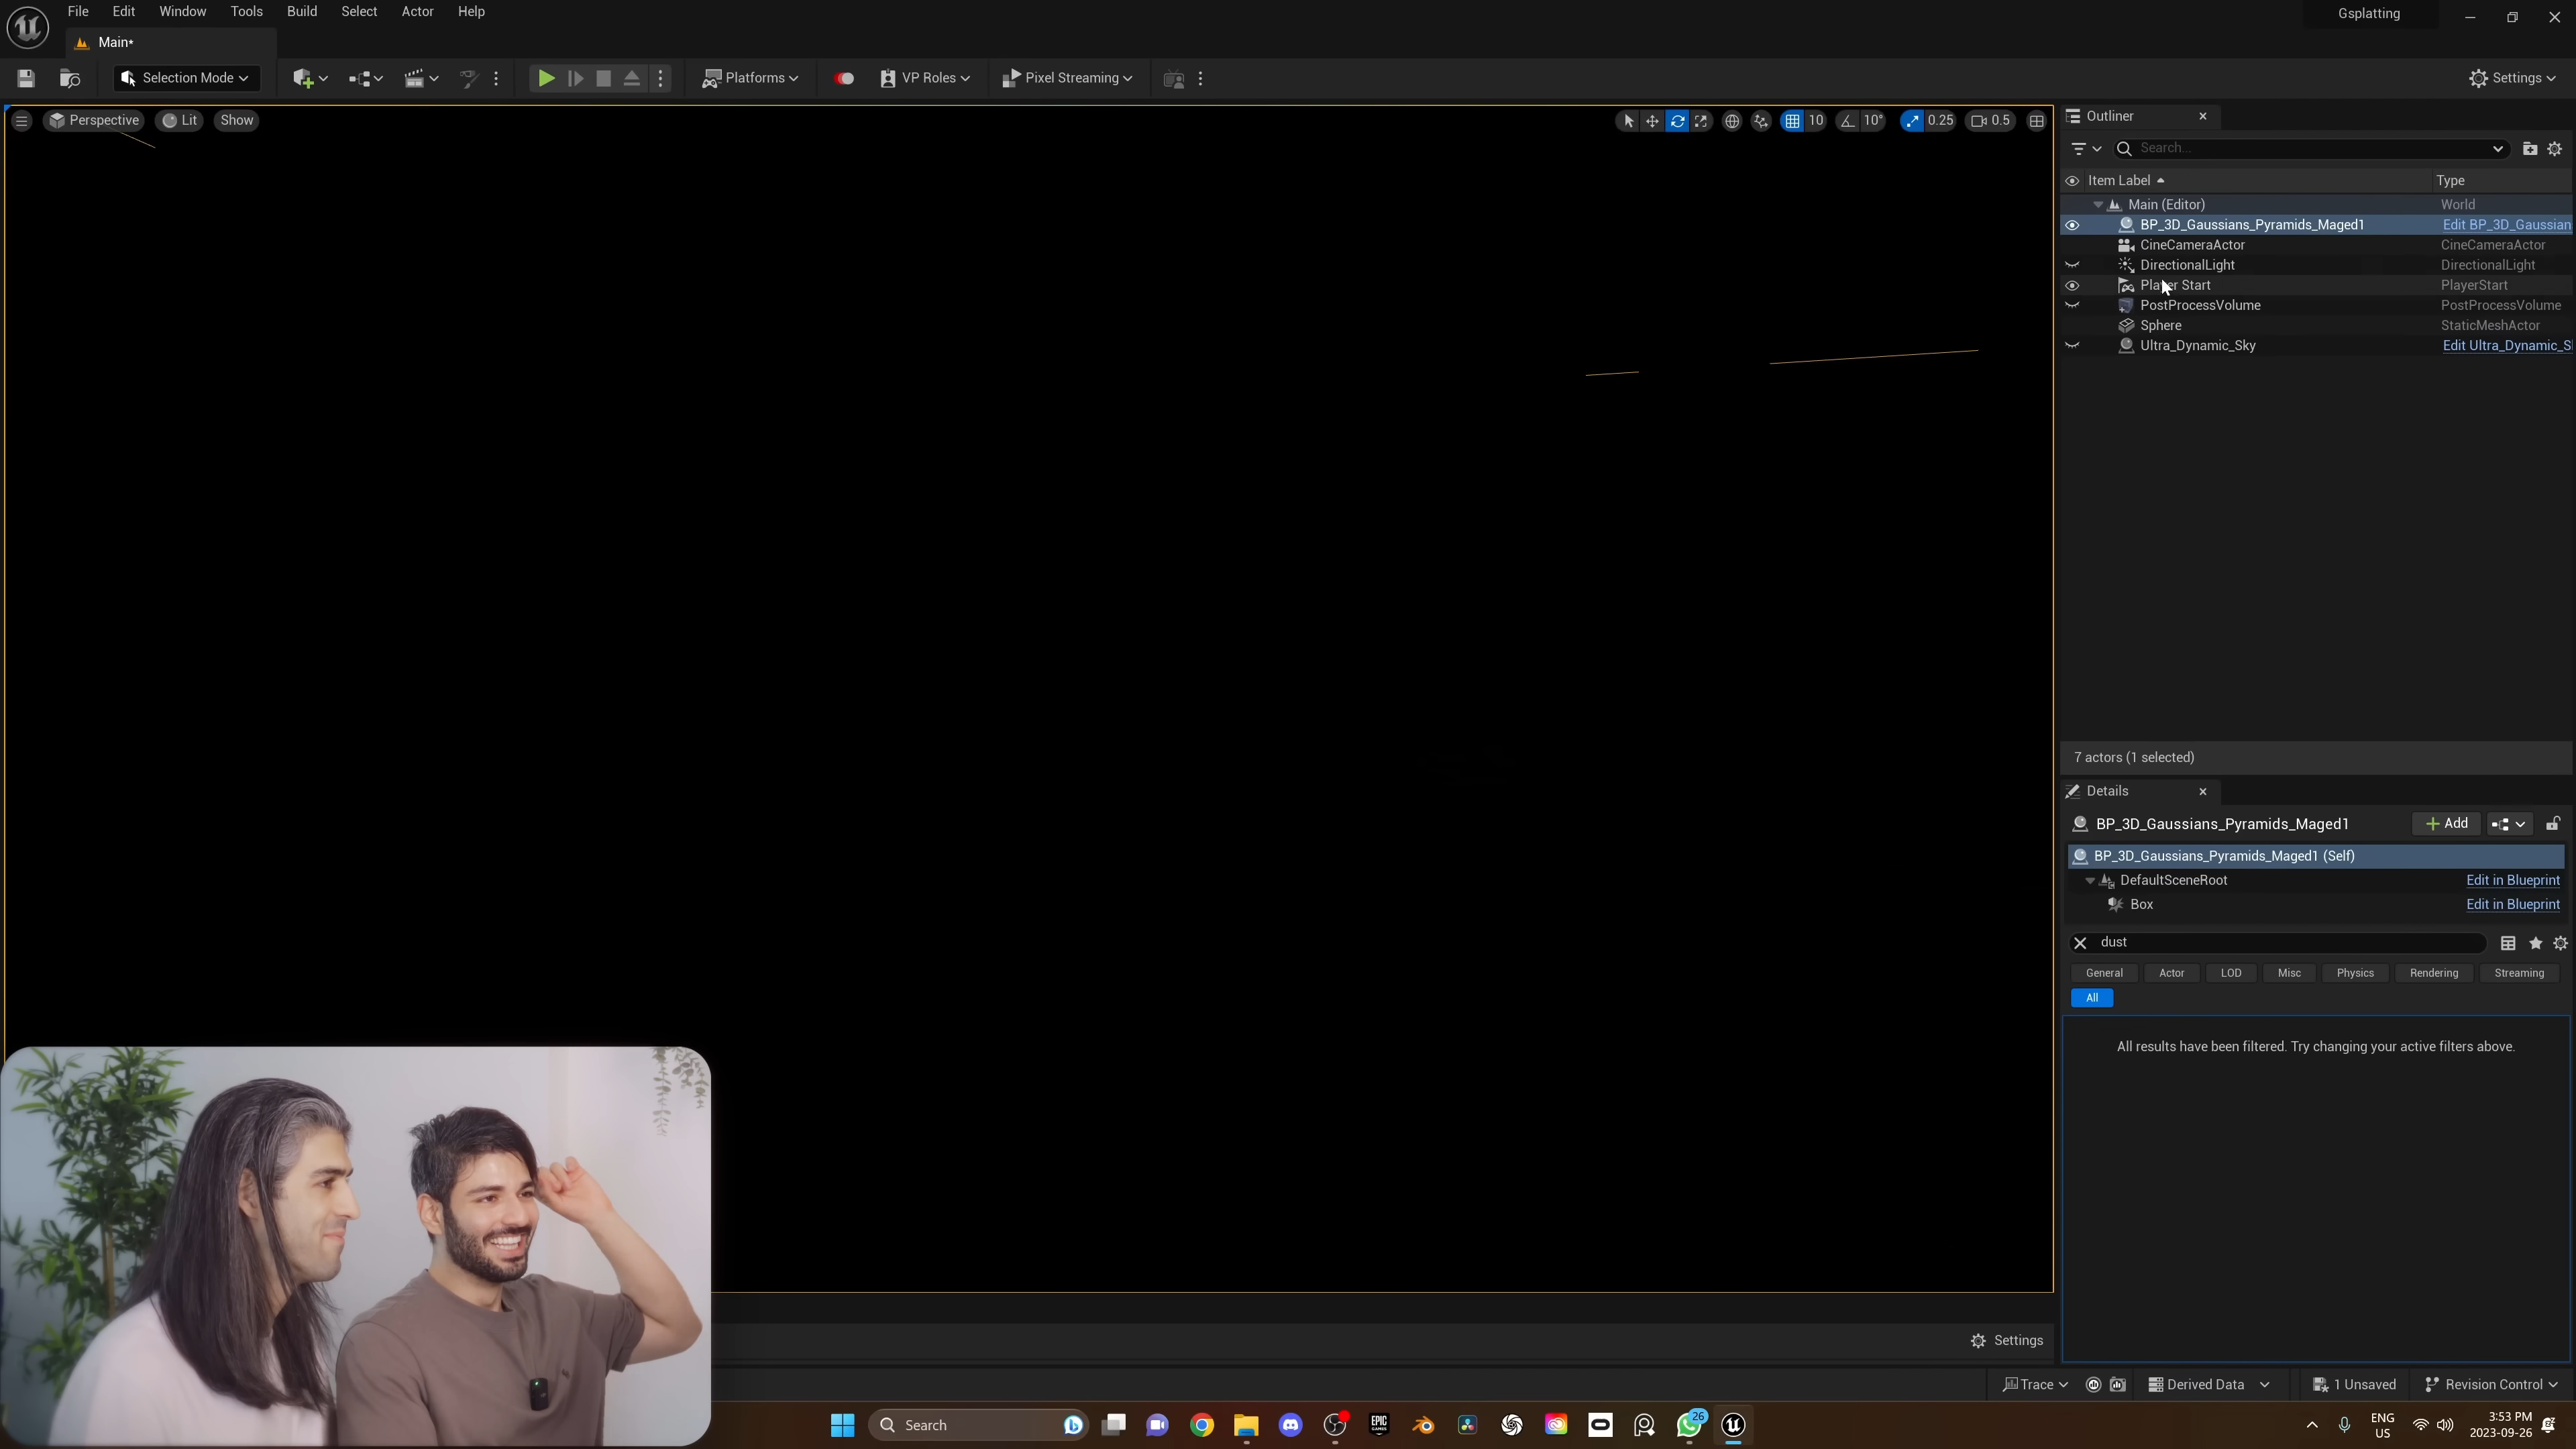 File Edit Window Tools Build Select Actor Help
Gsplatting
Main*
Selection Mode
Platforms
VP Roles
Pixel Streaming
Settings
Perspective Lit Show
10 10° 0.25 0.5
Outliner
Search...
Item Label Type
Main (Editor) World
BP_3D_Gaussians_Pyramids_Maged1 Edit BP_3D_Gaussian
CineCameraActor CineCameraActor
DirectionalLight DirectionalLight
Player Start PlayerStart
PostProcessVolume PostProcessVolume
Sphere StaticMeshActor
Ultra_Dynamic_Sky Edit Ultra_Dynamic_S
7 actors (1 selected)
Details
BP_3D_Gaussians_Pyramids_Maged1 Add
BP_3D_Gaussians_Pyramids_Maged1 (Self)
DefaultSceneRoot Edit in Blueprint
Box Edit in Blueprint
dust
General Actor LOD Misc Physics Rendering Streaming
All
All results have been filtered. Try changing your active filters above.
Settings
Trace Derived Data 1 Unsaved Revision Control
Search
EPIC GAMES
26
ENG
US
3:53 PM
2023-09-26